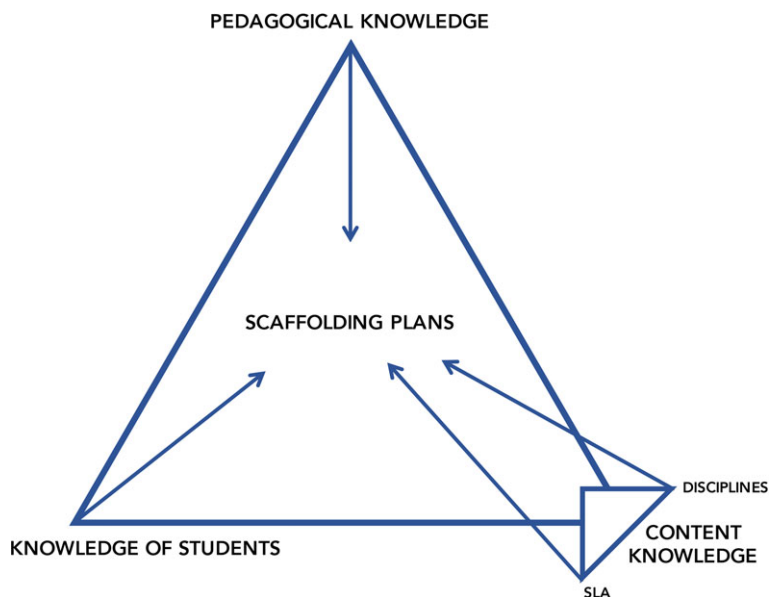 PEDAGOGICAL KNOWLEDGE
SCAFFOLDING PLANS
DISCIPLINES
KNOWLEDGE OF STUDENTS
CONTENT
KNOWLEDGE
SLA